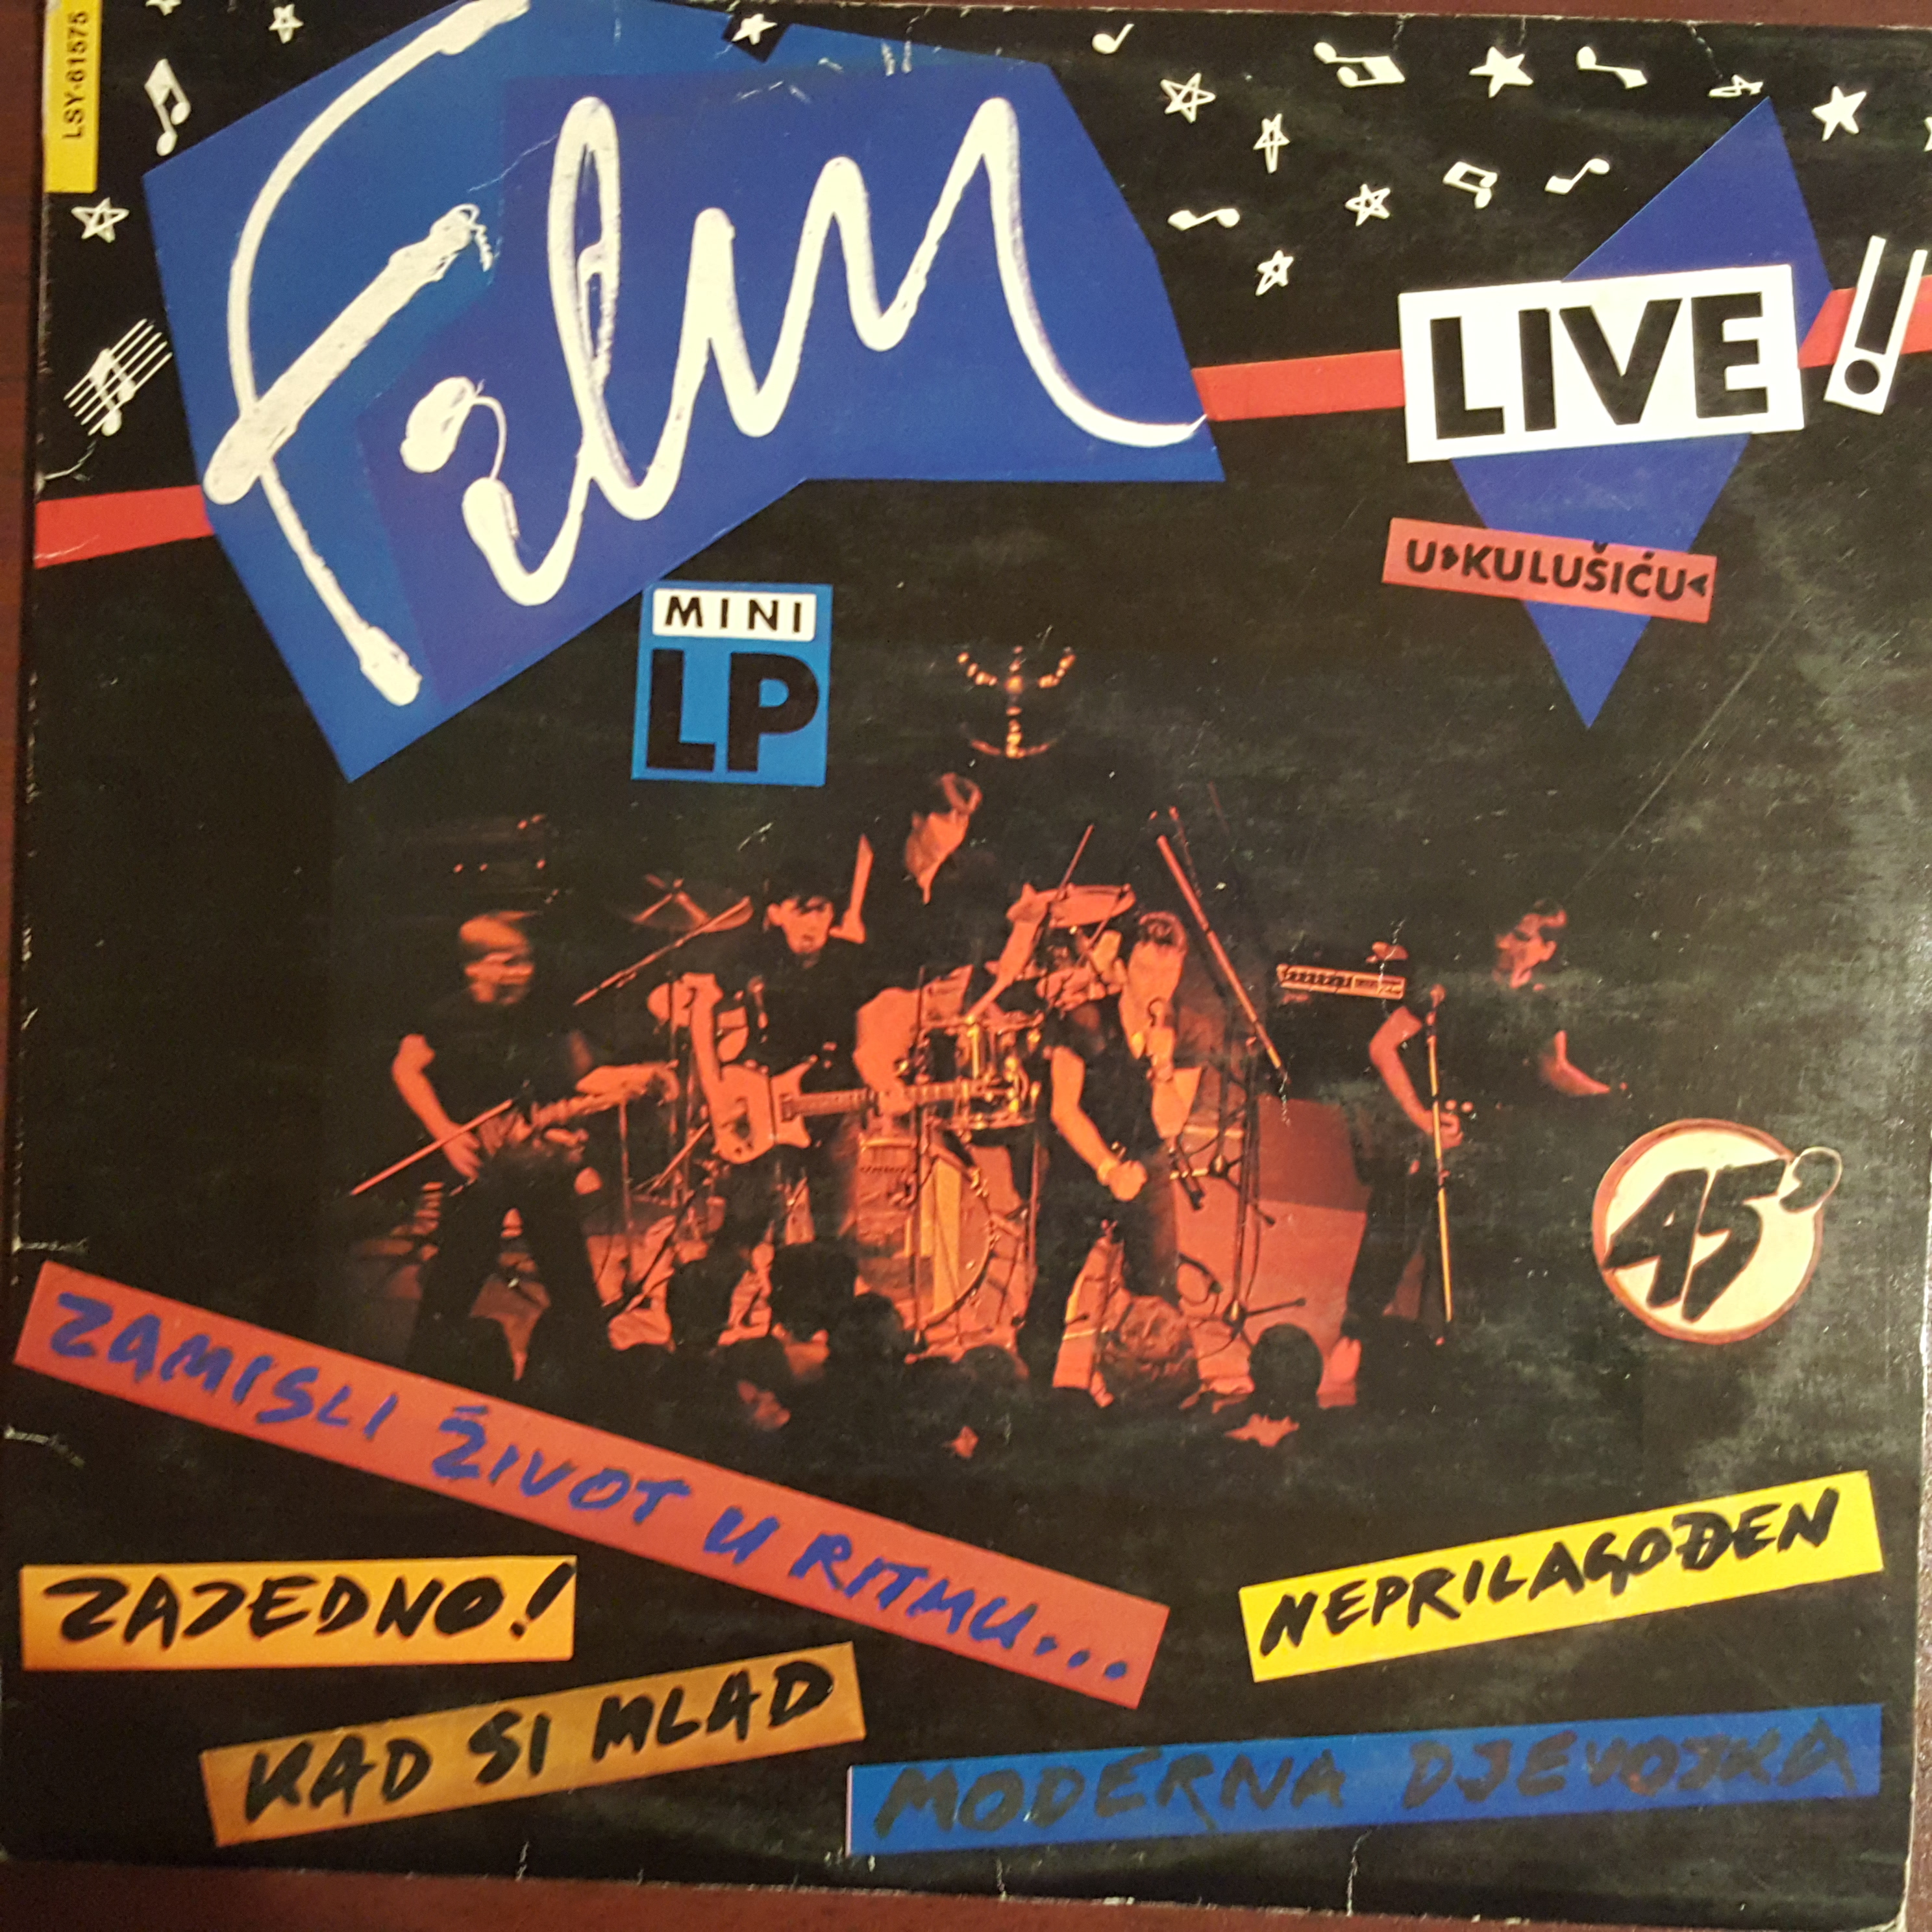 LSY-61575
Film
LIVE!
U»KULUŠIĆU«
MINI
LP
45'
ZAMISLI ŽIVOT U RITMU...
ZAJEDNO!
NEPRILAGOĐEN
KAD SI MLAD
MODERNA DJEVOJKA